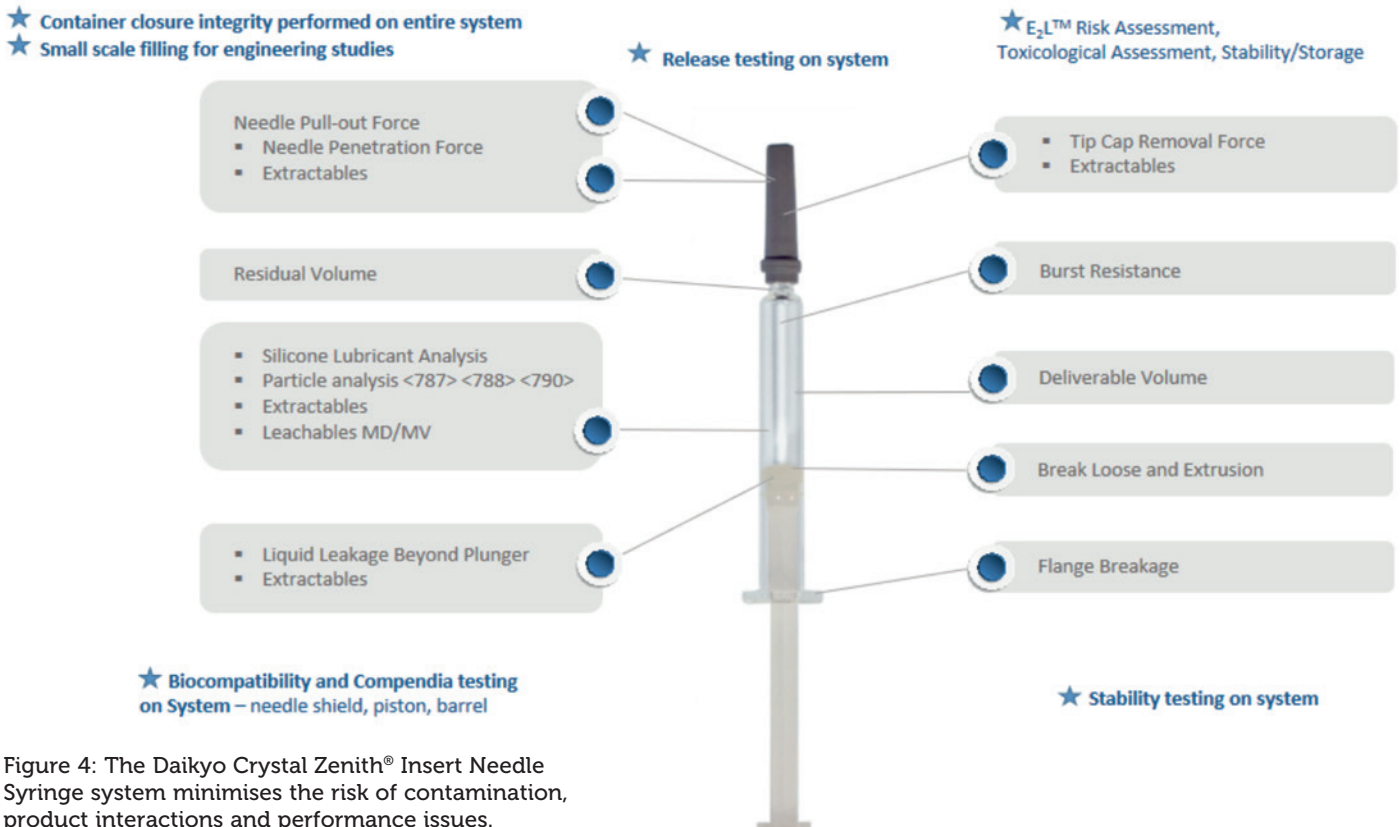 ★ Container closure integrity performed on entire system
★ Small scale filling for engineering studies
★ Release testing on system
★ E₂L™ Risk Assessment,
Toxicological Assessment, Stability/Storage
Needle Pull-out Force
▪ Needle Penetration Force
▪ Extractables
Residual Volume
▪ Silicone Lubricant Analysis
▪ Particle analysis <787> <788> <790>
▪ Extractables
▪ Leachables MD/MV
▪ Liquid Leakage Beyond Plunger
▪ Extractables
▪ Tip Cap Removal Force
▪ Extractables
Burst Resistance
Deliverable Volume
Break Loose and Extrusion
Flange Breakage
★ Biocompatibility and Compendia testing
on System – needle shield, piston, barrel
★ Stability testing on system
Figure 4: The Daikyo Crystal Zenith® Insert Needle
Syringe system minimises the risk of contamination,
product interactions and performance issues.